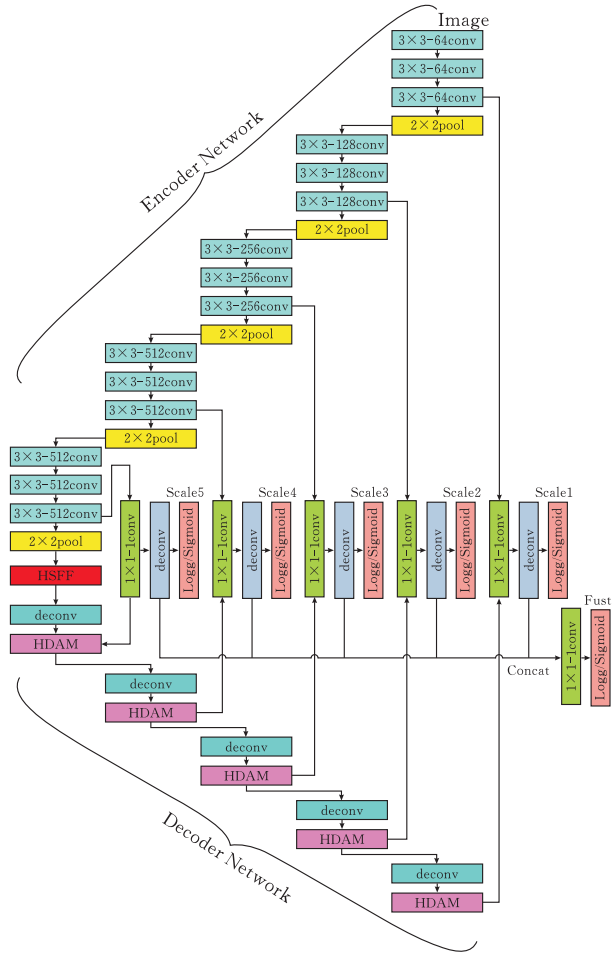 Image
3×3-64conv
3×3-64conv
3×3-64conv
2×2pool
Encoder Network
3×3-128conv
3×3-128conv
3×3-128conv
2×2pool
3×3-256conv
3×3-256conv
3×3-256conv
2×2pool
3×3-512conv
3×3-512conv
3×3-512conv
2×2pool
3×3-512conv
3×3-512conv
3×3-512conv
2×2pool
HSFF
deconv
HDAM
1×1-1conv
deconv
Scale5
Logg/Sigmoid
1×1-1conv
deconv
Scale4
Logg/Sigmoid
1×1-1conv
deconv
Scale3
Logg/Sigmoid
1×1-1conv
deconv
Scale2
Logg/Sigmoid
1×1-1conv
deconv
Scale1
Logg/Sigmoid
Concat
1×1-1conv
Fust
Logg/Sigmoid
deconv
HDAM
deconv
HDAM
deconv
HDAM
deconv
HDAM
Decoder Network